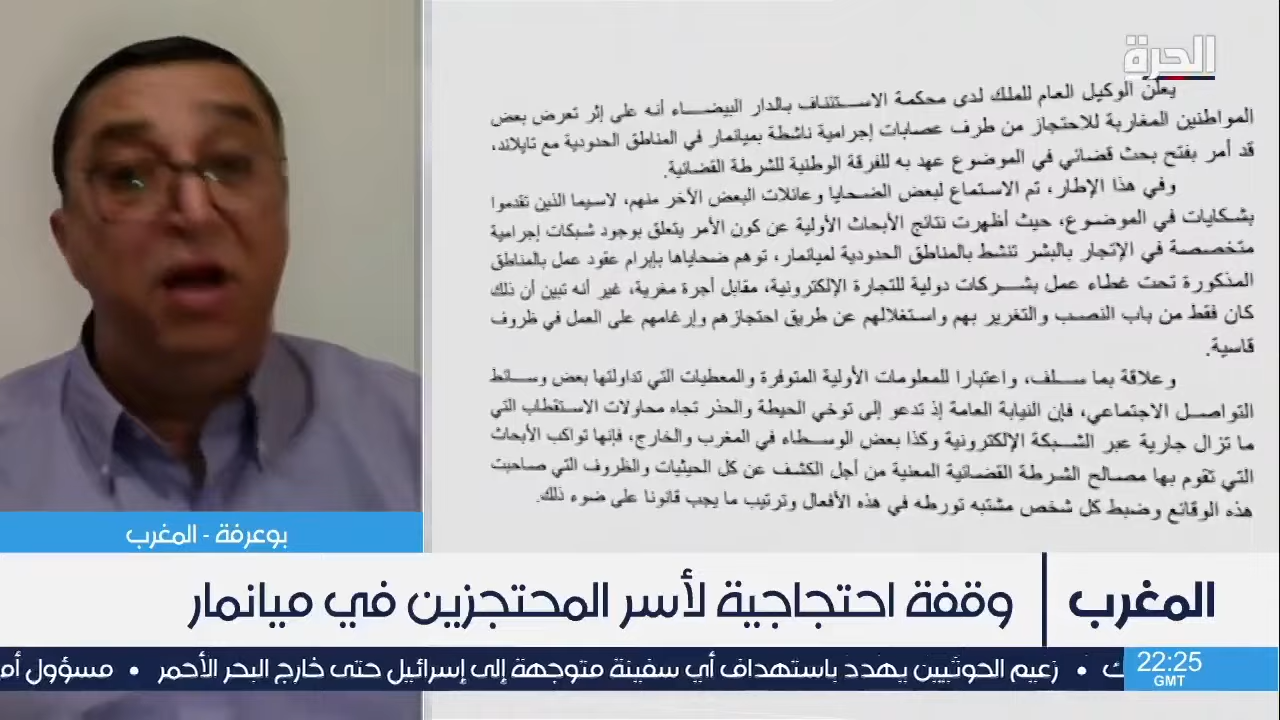 الحرة
يعلن الوكيل العام للملك لدى محكمة الاستئناف بالدار البيضاء أنه على إثر تعرض بعض
المواطنين المغاربة للاحتجاز من طرف عصابات إجرامية ناشطة بميانمار في المناطق الحدودية مع تايلاند،
قد أمر بفتح بحث قضائي في الموضوع عهد به للفرقة الوطنية للشرطة القضائية.
وفي هذا الإطار، تم الاستماع لبعض الضحايا وعائلات البعض الأخر منهم، لاسيما الذين تقدموا
بشكايات في الموضوع، حيث أظهرت نتائج الأبحاث الأولية عن كون الأمر يتعلق بوجود شبكات إجرامية
متخصصة في الإتجار بالبشر تنشط بالمناطق الحدودية لميانمار، توهم ضحاياها بإبرام عقود عمل بالمناطق
المذكورة تحت غطاء عمل بشركات دولية للتجارة الإلكترونية، مقابل أجرة مغرية، غير أنه تبين أن ذلك
كان فقط من باب النصب والتغرير بهم واستغلالهم عن طريق احتجازهم وإرغامهم على العمل في ظروف
قاسية.
وعلاقة بما سلف، واعتبارا للمعلومات الأولية المتوفرة والمعطيات التي تداولتها بعض وسائط
التواصل الاجتماعي، فإن النيابة العامة إذ تدعو إلى توخي الحيطة والحذر تجاه محاولات الاستقطاب التي
ما تزال جارية عبر الشبكة الإلكترونية وكذا بعض الوسطاء في المغرب والخارج، فإنها تواكب الأبحاث
التي تقوم بها مصالح الشرطة القضائية المعنية من أجل الكشف عن كل الحيثيات والظروف التي صاحبت
هذه الوقائع وضبط كل شخص مشتبه تورطه في هذه الأفعال وترتيب ما يجب قانونا على ضوء ذلك.
بوعرفة - المغرب
المغرب
وقفة احتجاجية لأسر المحتجزين في ميانمار
22:25
GMT
ك • زعيم الحوثيين يهدد باستهداف أي سفينة متوجهة إلى إسرائيل حتى خارج البحر الأحمر • مسؤول أم